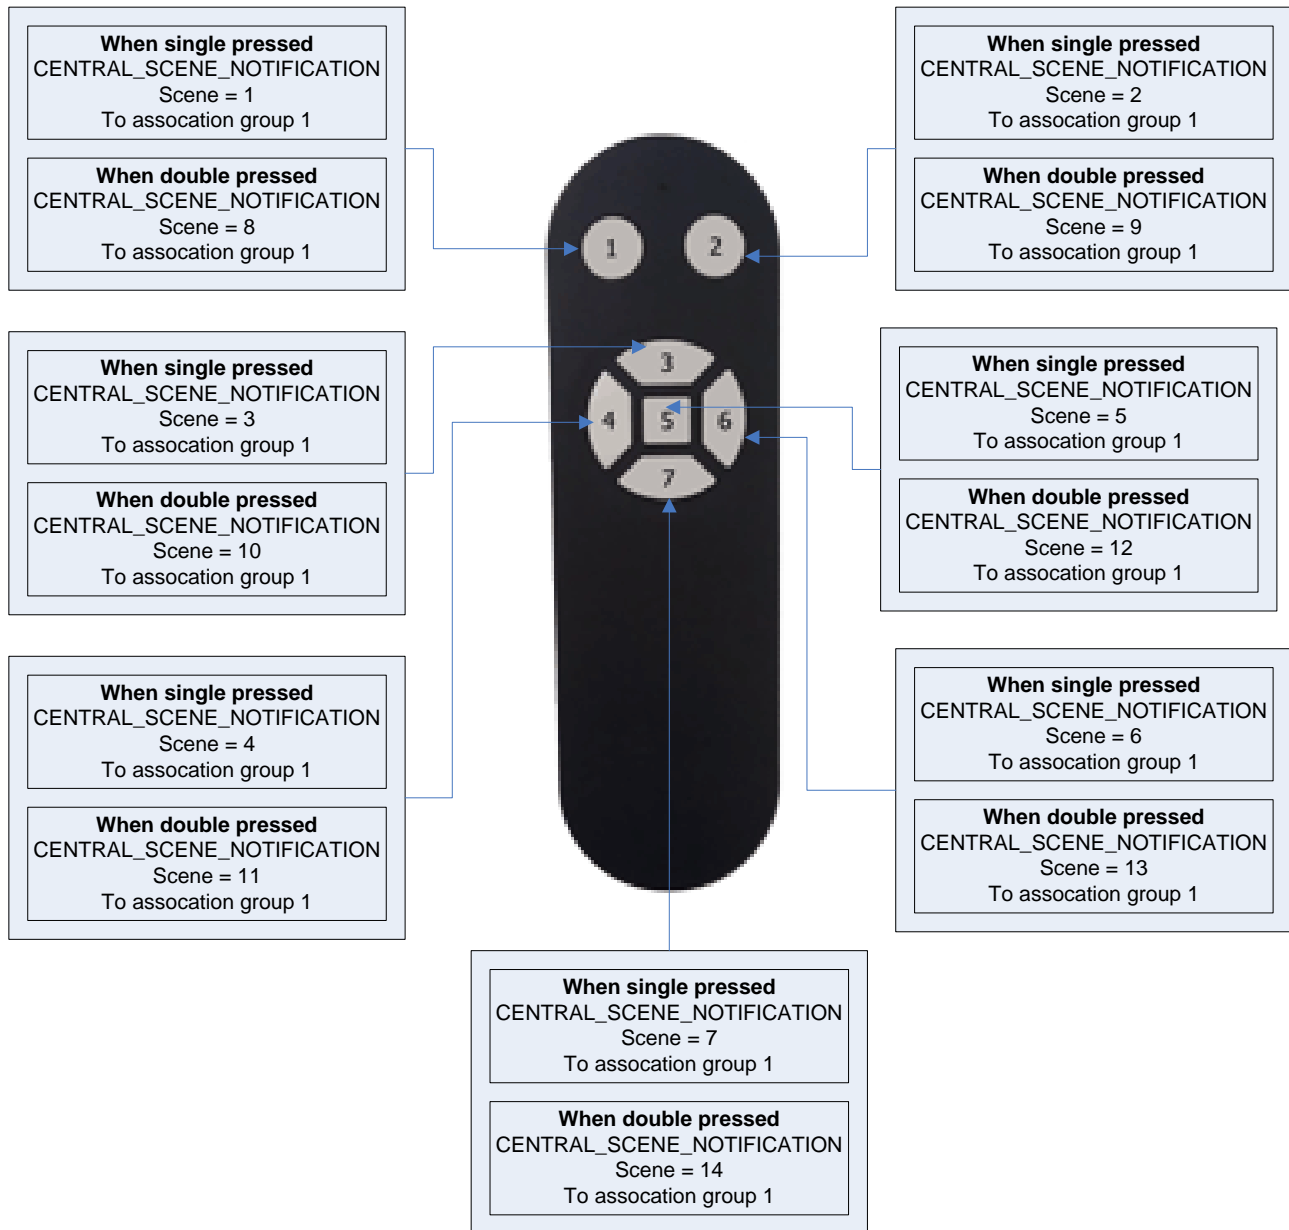 When single pressed
CENTRAL_SCENE_NOTIFICATION
Scene = 1
To assocation group 1
When double pressed
CENTRAL_SCENE_NOTIFICATION
Scene = 8
To assocation group 1
When single pressed
CENTRAL_SCENE_NOTIFICATION
Scene = 2
To assocation group 1
When double pressed
CENTRAL_SCENE_NOTIFICATION
Scene = 9
To assocation group 1
1
2
When single pressed
CENTRAL_SCENE_NOTIFICATION
Scene = 3
To assocation group 1
When double pressed
CENTRAL_SCENE_NOTIFICATION
Scene = 10
To assocation group 1
3
4
5
6
7
When single pressed
CENTRAL_SCENE_NOTIFICATION
Scene = 5
To assocation group 1
When double pressed
CENTRAL_SCENE_NOTIFICATION
Scene = 12
To assocation group 1
When single pressed
CENTRAL_SCENE_NOTIFICATION
Scene = 4
To assocation group 1
When double pressed
CENTRAL_SCENE_NOTIFICATION
Scene = 11
To assocation group 1
When single pressed
CENTRAL_SCENE_NOTIFICATION
Scene = 6
To assocation group 1
When double pressed
CENTRAL_SCENE_NOTIFICATION
Scene = 13
To assocation group 1
When single pressed
CENTRAL_SCENE_NOTIFICATION
Scene = 7
To assocation group 1
When double pressed
CENTRAL_SCENE_NOTIFICATION
Scene = 14
To assocation group 1